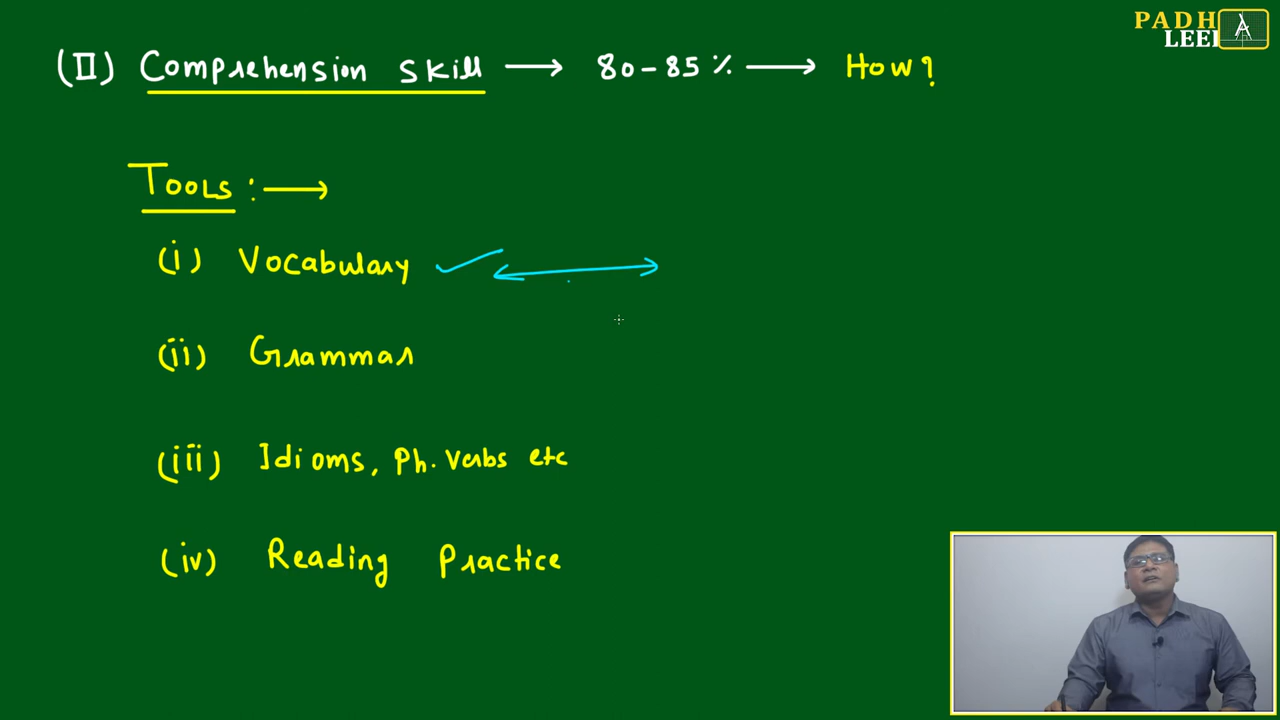 PADH
LEEI
(II) Comprehension skill → 80-85 % → How?
Tools :→
(i) Vocabulary
(ii) Grammar
(iii) Idioms, Ph. Verbs etc
(iv) Reading Practice